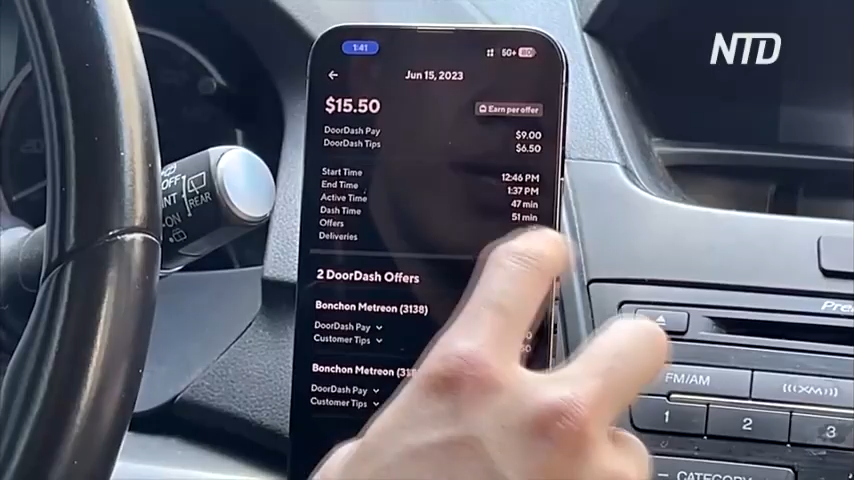 NTD
1:41
5G+ 80
Jun 15, 2023
$15.50
Earn per offer
DoorDash Pay $9.00
DoorDash Tips $6.50
Start Time 12:46 PM
End Time 1:37 PM
Active Time 47 min
Dash Time 51 min
Offers
Deliveries
2 DoorDash Offers
Bonchon Metreon (3138)
DoorDash Pay
Customer Tips
Bonchon Metreon
DoorDash Pay
Customer Tips
OFF
INT
ON
REAR
FM/AM
((XM))
1 2 3
CATEGORY